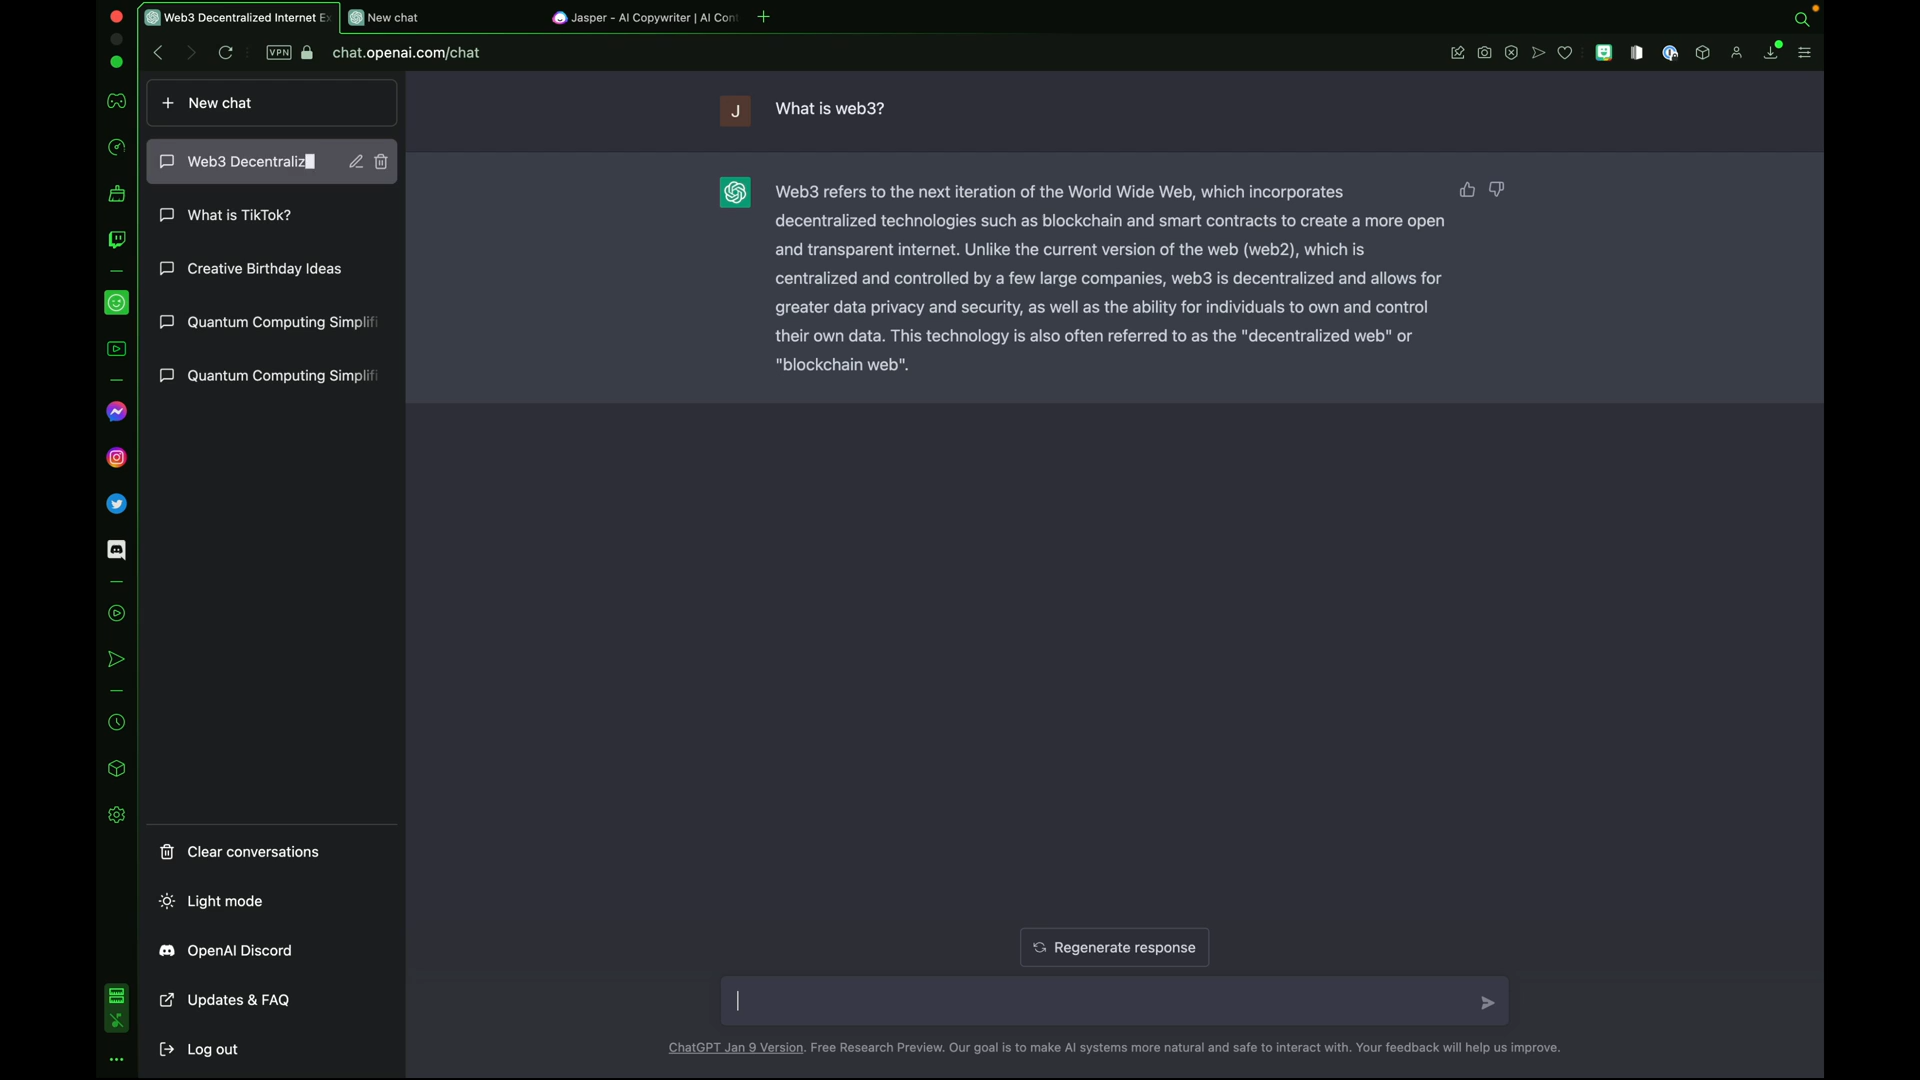 Web3 Decentralized Internet Ex
New chat
Jasper - AI Copywriter | AI Cont
VPN
chat.openai.com/chat
New chat
Web3 Decentraliz
What is TikTok?
Creative Birthday Ideas
Quantum Computing Simplifi
Quantum Computing Simplifi
Clear conversations
Light mode
OpenAI Discord
Updates & FAQ
Log out
J
What is web3?
Web3 refers to the next iteration of the World Wide Web, which incorporates
decentralized technologies such as blockchain and smart contracts to create a more open
and transparent internet. Unlike the current version of the web (web2), which is
centralized and controlled by a few large companies, web3 is decentralized and allows for
greater data privacy and security, as well as the ability for individuals to own and control
their own data. This technology is also often referred to as the "decentralized web" or
"blockchain web".
Regenerate response
ChatGPT Jan 9 Version. Free Research Preview. Our goal is to make AI systems more natural and safe to interact with. Your feedback will help us improve.